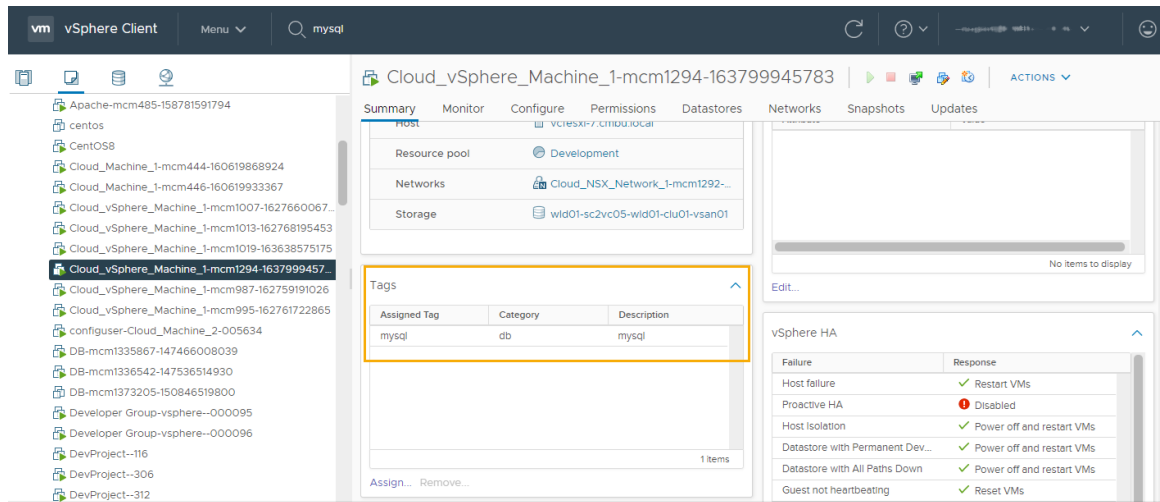 vm vSphere Client Menu mysql
Cloud_vSphere_Machine_1-mcm1294-163799945783 ACTIONS
Summary Monitor Configure Permissions Datastores Networks Snapshots Updates
Apache-mcm485-158781591794
centos
CentOS8
Cloud_Machine_1-mcm444-160619868924
Cloud_Machine_1-mcm446-160619933367
Cloud_vSphere_Machine_1-mcm1007-1627660067...
Cloud_vSphere_Machine_1-mcm1013-162768195453
Cloud_vSphere_Machine_1-mcm1019-163638575175
Cloud_vSphere_Machine_1-mcm1294-1637999457...
Cloud_vSphere_Machine_1-mcm987-162759191026
Cloud_vSphere_Machine_1-mcm995-162761722865
configuser-Cloud_Machine_2-005634
DB-mcm1335867-147466008039
DB-mcm1336542-147536514930
DB-mcm1373205-150846519800
Developer Group-vsphere--000095
Developer Group-vsphere--000096
DevProject--116
DevProject--306
DevProject--312
Host vcfesxi-7.cmbu.local
Resource pool Development
Networks Cloud_NSX_Network_1-mcm1292-...
Storage wld01-sc2vc05-wld01-clu01-vsan01
Tags
Assigned Tag Category Description
mysql db mysql
1 items
Assign... Remove...
Attribute Value
No items to display
Edit...
vSphere HA
Failure Response
Host failure Restart VMs
Proactive HA Disabled
Host Isolation Power off and restart VMs
Datastore with Permanent Dev... Power off and restart VMs
Datastore with All Paths Down Power off and restart VMs
Guest not heartbeating Reset VMs